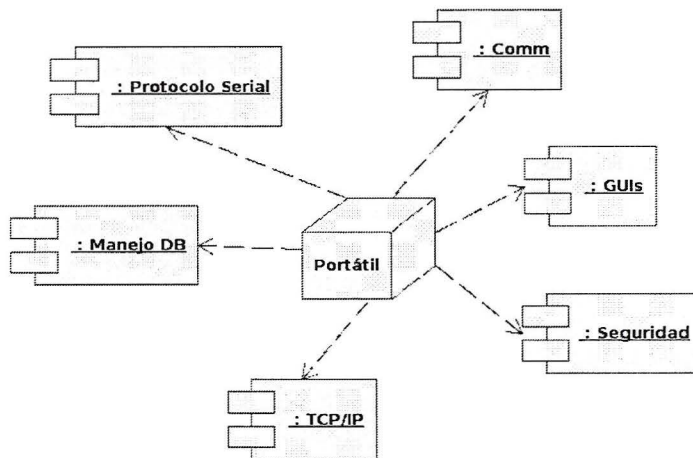 : Comm
: Protocolo Serial
: GUIs
: Manejo DB
Portátil
: Seguridad
: TCP/IP